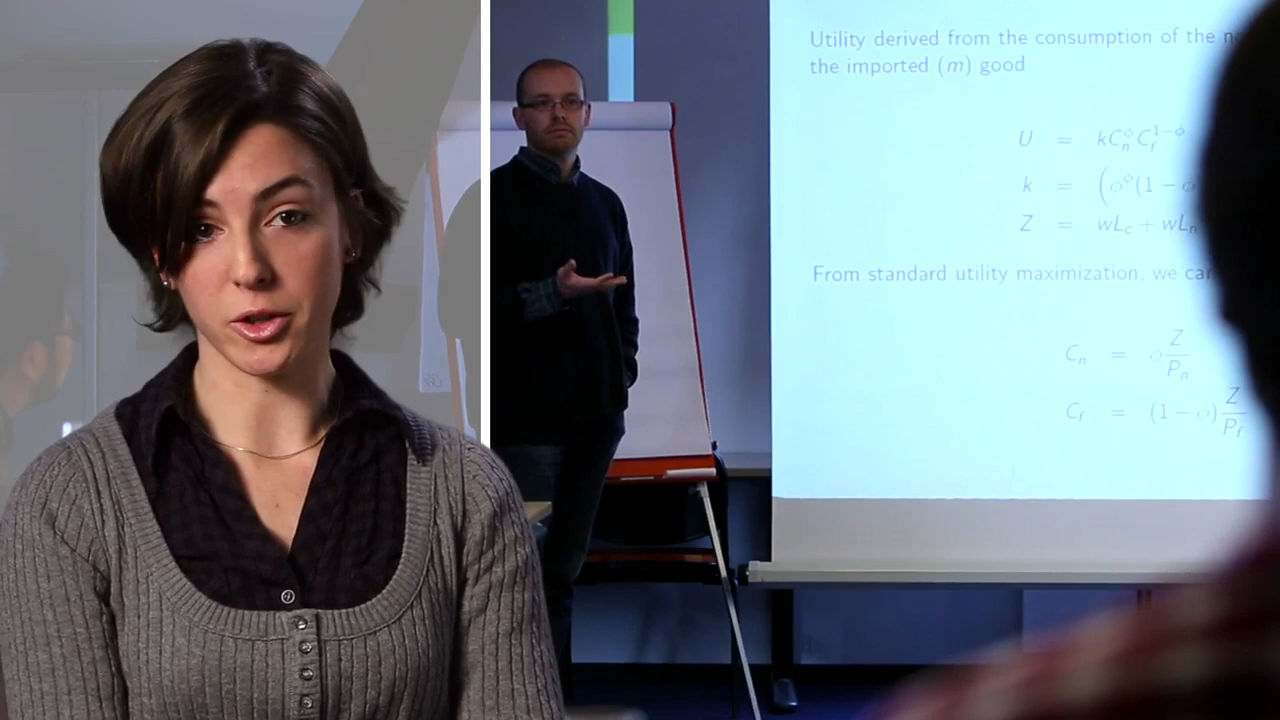 Utility derived from the consumption of the
the imported (m) good
U = kC_n^ϕ C_f^{1−ϕ}
k = (ϕ^ϕ(1 − ϕ
Z = wL_c + wL_n
From standard utility maximization, we
C_n = ϕ Z/P_n
C_f = (1 − ϕ) Z/P_f